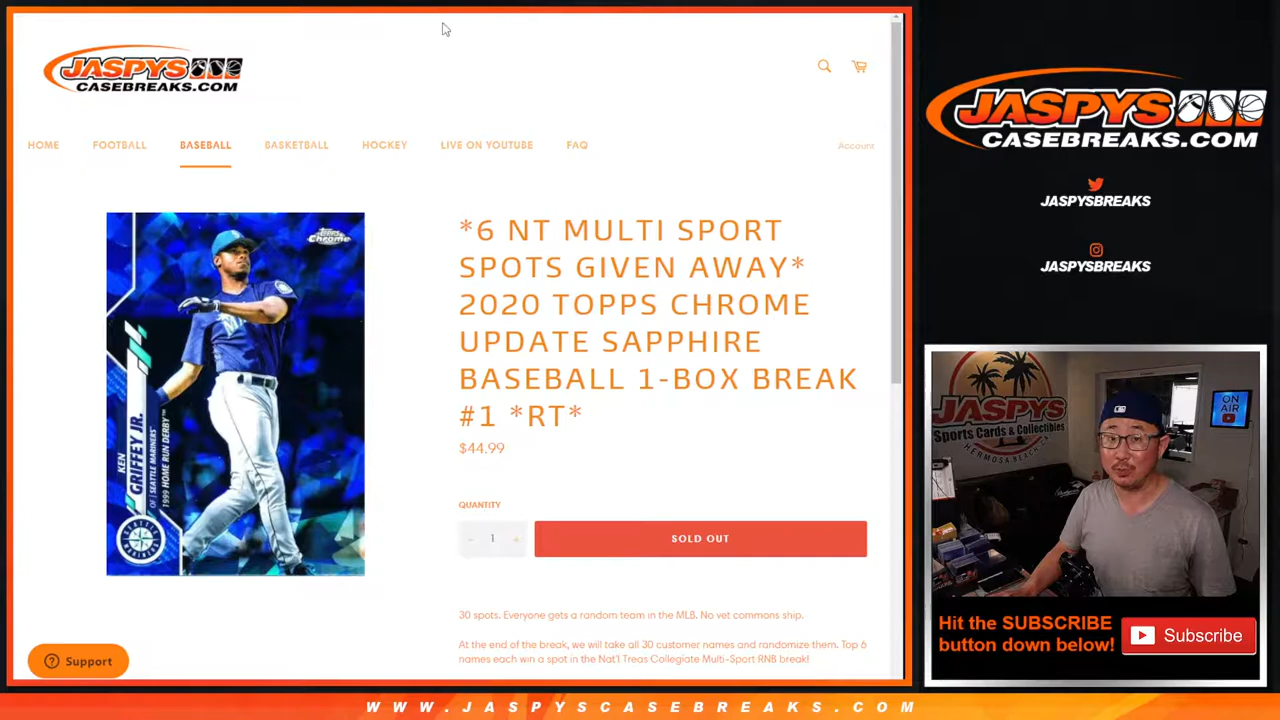 JASPYS
CASEBREAKS.COM
HOME
FOOTBALL
BASEBALL
BASKETBALL
HOCKEY
LIVE ON YOUTUBE
FAQ
Account
Topps
Chrome
KEN
GRIFFEY JR.
OF | SEATTLE MARINERS™
1999 HOME RUN DERBY™
*6 NT MULTI SPORT
SPOTS GIVEN AWAY*
2020 TOPPS CHROME
UPDATE SAPPHIRE
BASEBALL 1-BOX BREAK
#1 *RT*
$44.99
QUANTITY
- 1 +
SOLD OUT
30 spots. Everyone gets a random team in the MLB. No vet commons ship.
At the end of the break, we will take all 30 customer names and randomize them. Top 6
names each win a spot in the Nat'l Treas Collegiate Multi-Sport RNB break!
Support
JASPYS
CASEBREAKS.COM
JASPYSBREAKS
JASPYSBREAKS
JASPYS
Sports Cards & Collectibles
HERMOSA BEACH
ON
AIR
Hit the SUBSCRIBE
button down below!
Subscribe
WWW.JASPYSCASEBREAKS.COM